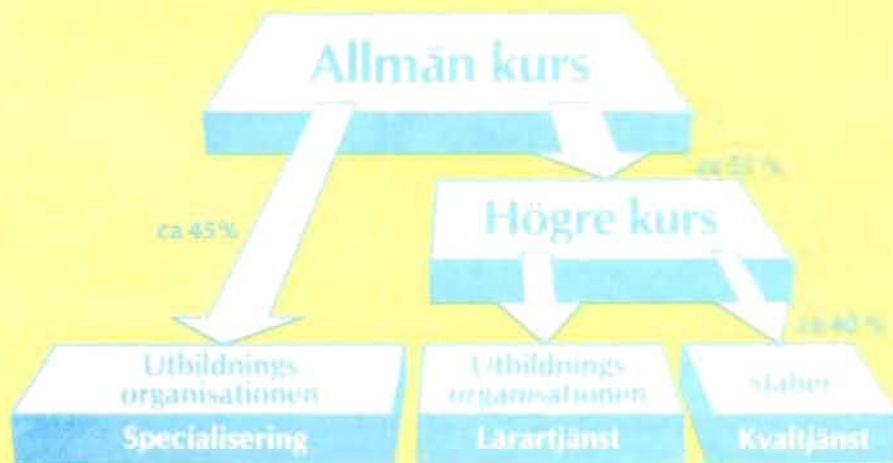 Allmän kurs
ca 55 %
Högre kurs
ca 45 %
ca 40 %
Utbildnings
organisationen
Specialisering
Utbildnings
organisationen
Lärartjänst
Staber
Kvaltjänst